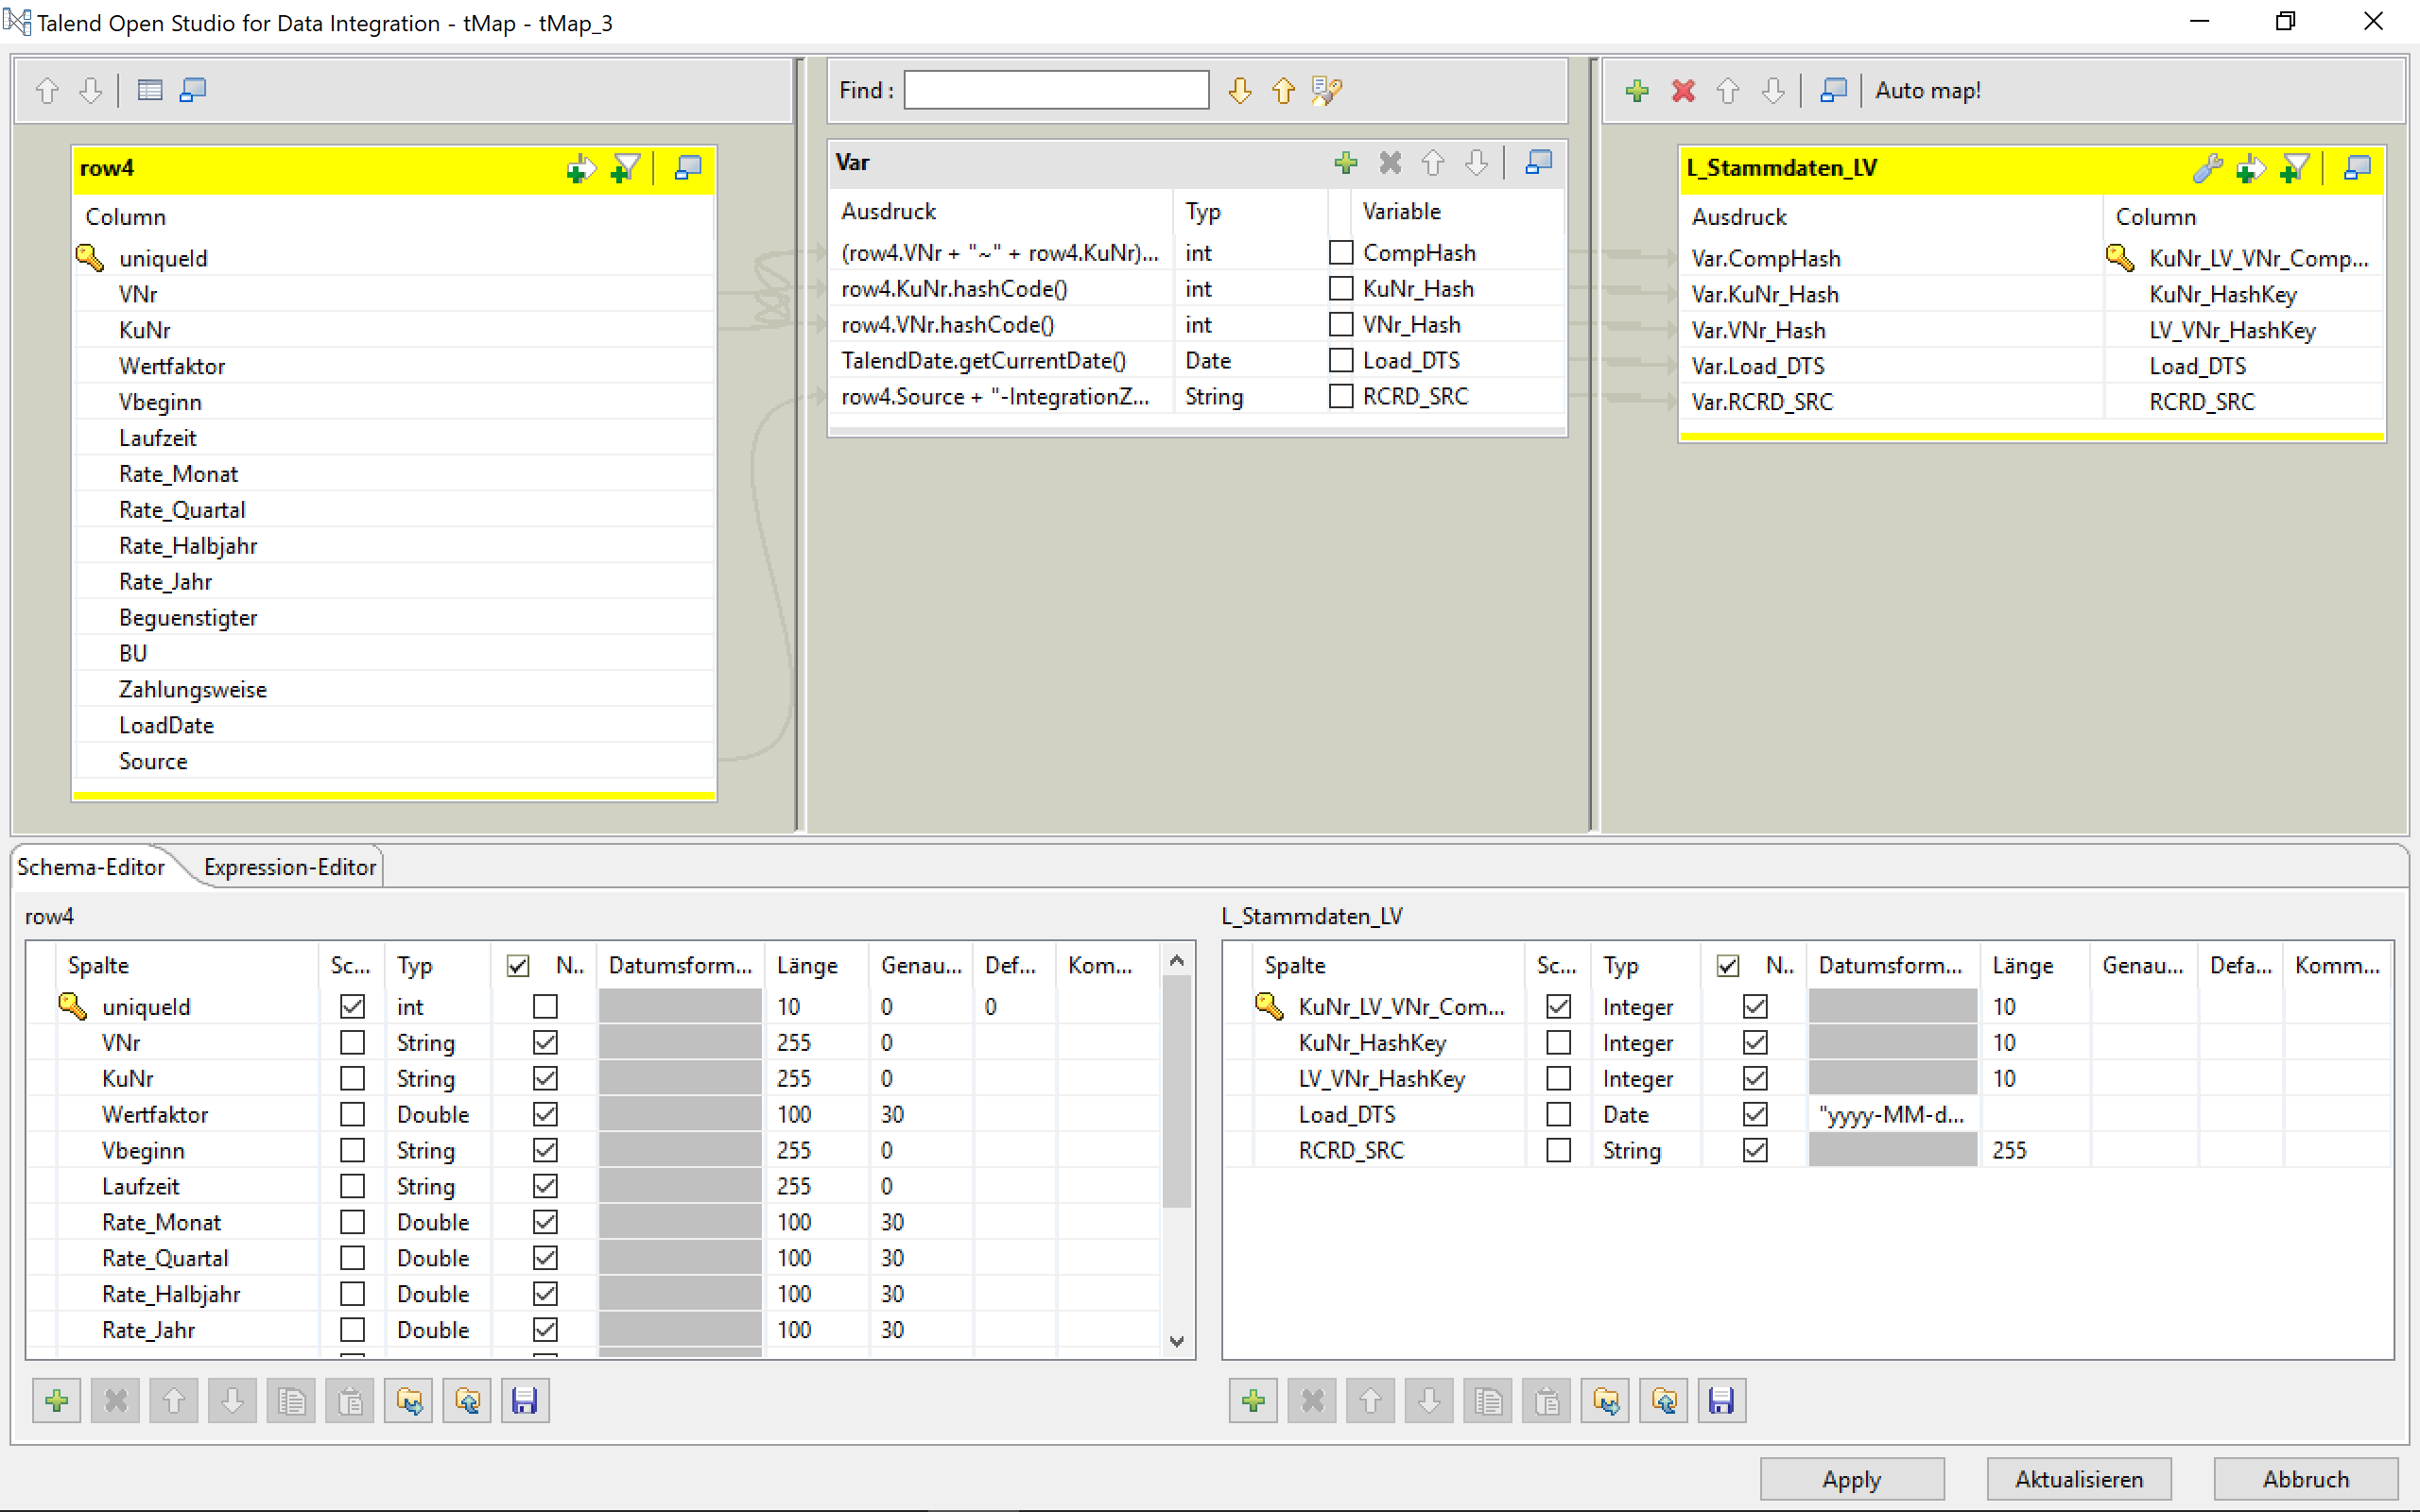 Talend Open Studio for Data Integration - tMap - tMap_3
Find :
Auto map!
row4
Column
uniqueId
VNr
KuNr
Wertfaktor
Vbeginn
Laufzeit
Rate_Monat
Rate_Quartal
Rate_Halbjahr
Rate_Jahr
Beguenstigter
BU
Zahlungsweise
LoadDate
Source
Var
Ausdruck Typ Variable
(row4.VNr + "~" + row4.KuNr)... int CompHash
row4.KuNr.hashCode() int KuNr_Hash
row4.VNr.hashCode() int VNr_Hash
TalendDate.getCurrentDate() Date Load_DTS
row4.Source + "-IntegrationZ... String RCRD_SRC
L_Stammdaten_LV
Ausdruck Column
Var.CompHash KuNr_LV_VNr_Comp...
Var.KuNr_Hash KuNr_HashKey
Var.VNr_Hash LV_VNr_HashKey
Var.Load_DTS Load_DTS
Var.RCRD_SRC RCRD_SRC
Schema-Editor Expression-Editor
row4
Spalte Sc... Typ N.. Datumsform... Länge Genau... Def... Kom...
uniqueId int 10 0 0
VNr String 255 0
KuNr String 255 0
Wertfaktor Double 100 30
Vbeginn String 255 0
Laufzeit String 255 0
Rate_Monat Double 100 30
Rate_Quartal Double 100 30
Rate_Halbjahr Double 100 30
Rate_Jahr Double 100 30
L_Stammdaten_LV
Spalte Sc... Typ N.. Datumsform... Länge Genau... Defa... Komm...
KuNr_LV_VNr_Com... Integer 10
KuNr_HashKey Integer 10
LV_VNr_HashKey Integer 10
Load_DTS Date "yyyy-MM-d...
RCRD_SRC String 255
Apply Aktualisieren Abbruch